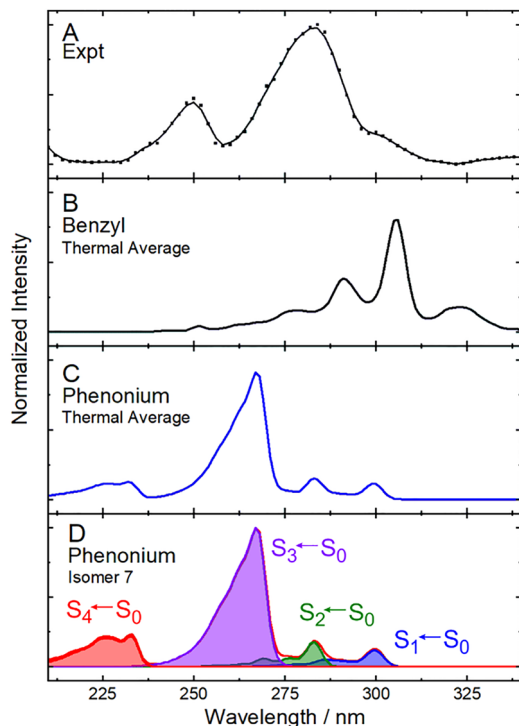 A
Expt
B
Benzyl
Thermal Average
C
Phenonium
Thermal Average
D
Phenonium
Isomer 7
S₃←S₀
S₄←S₀
S₂←S₀
S₁←S₀
225 250 275 300 325
Wavelength / nm
Normalized Intensity